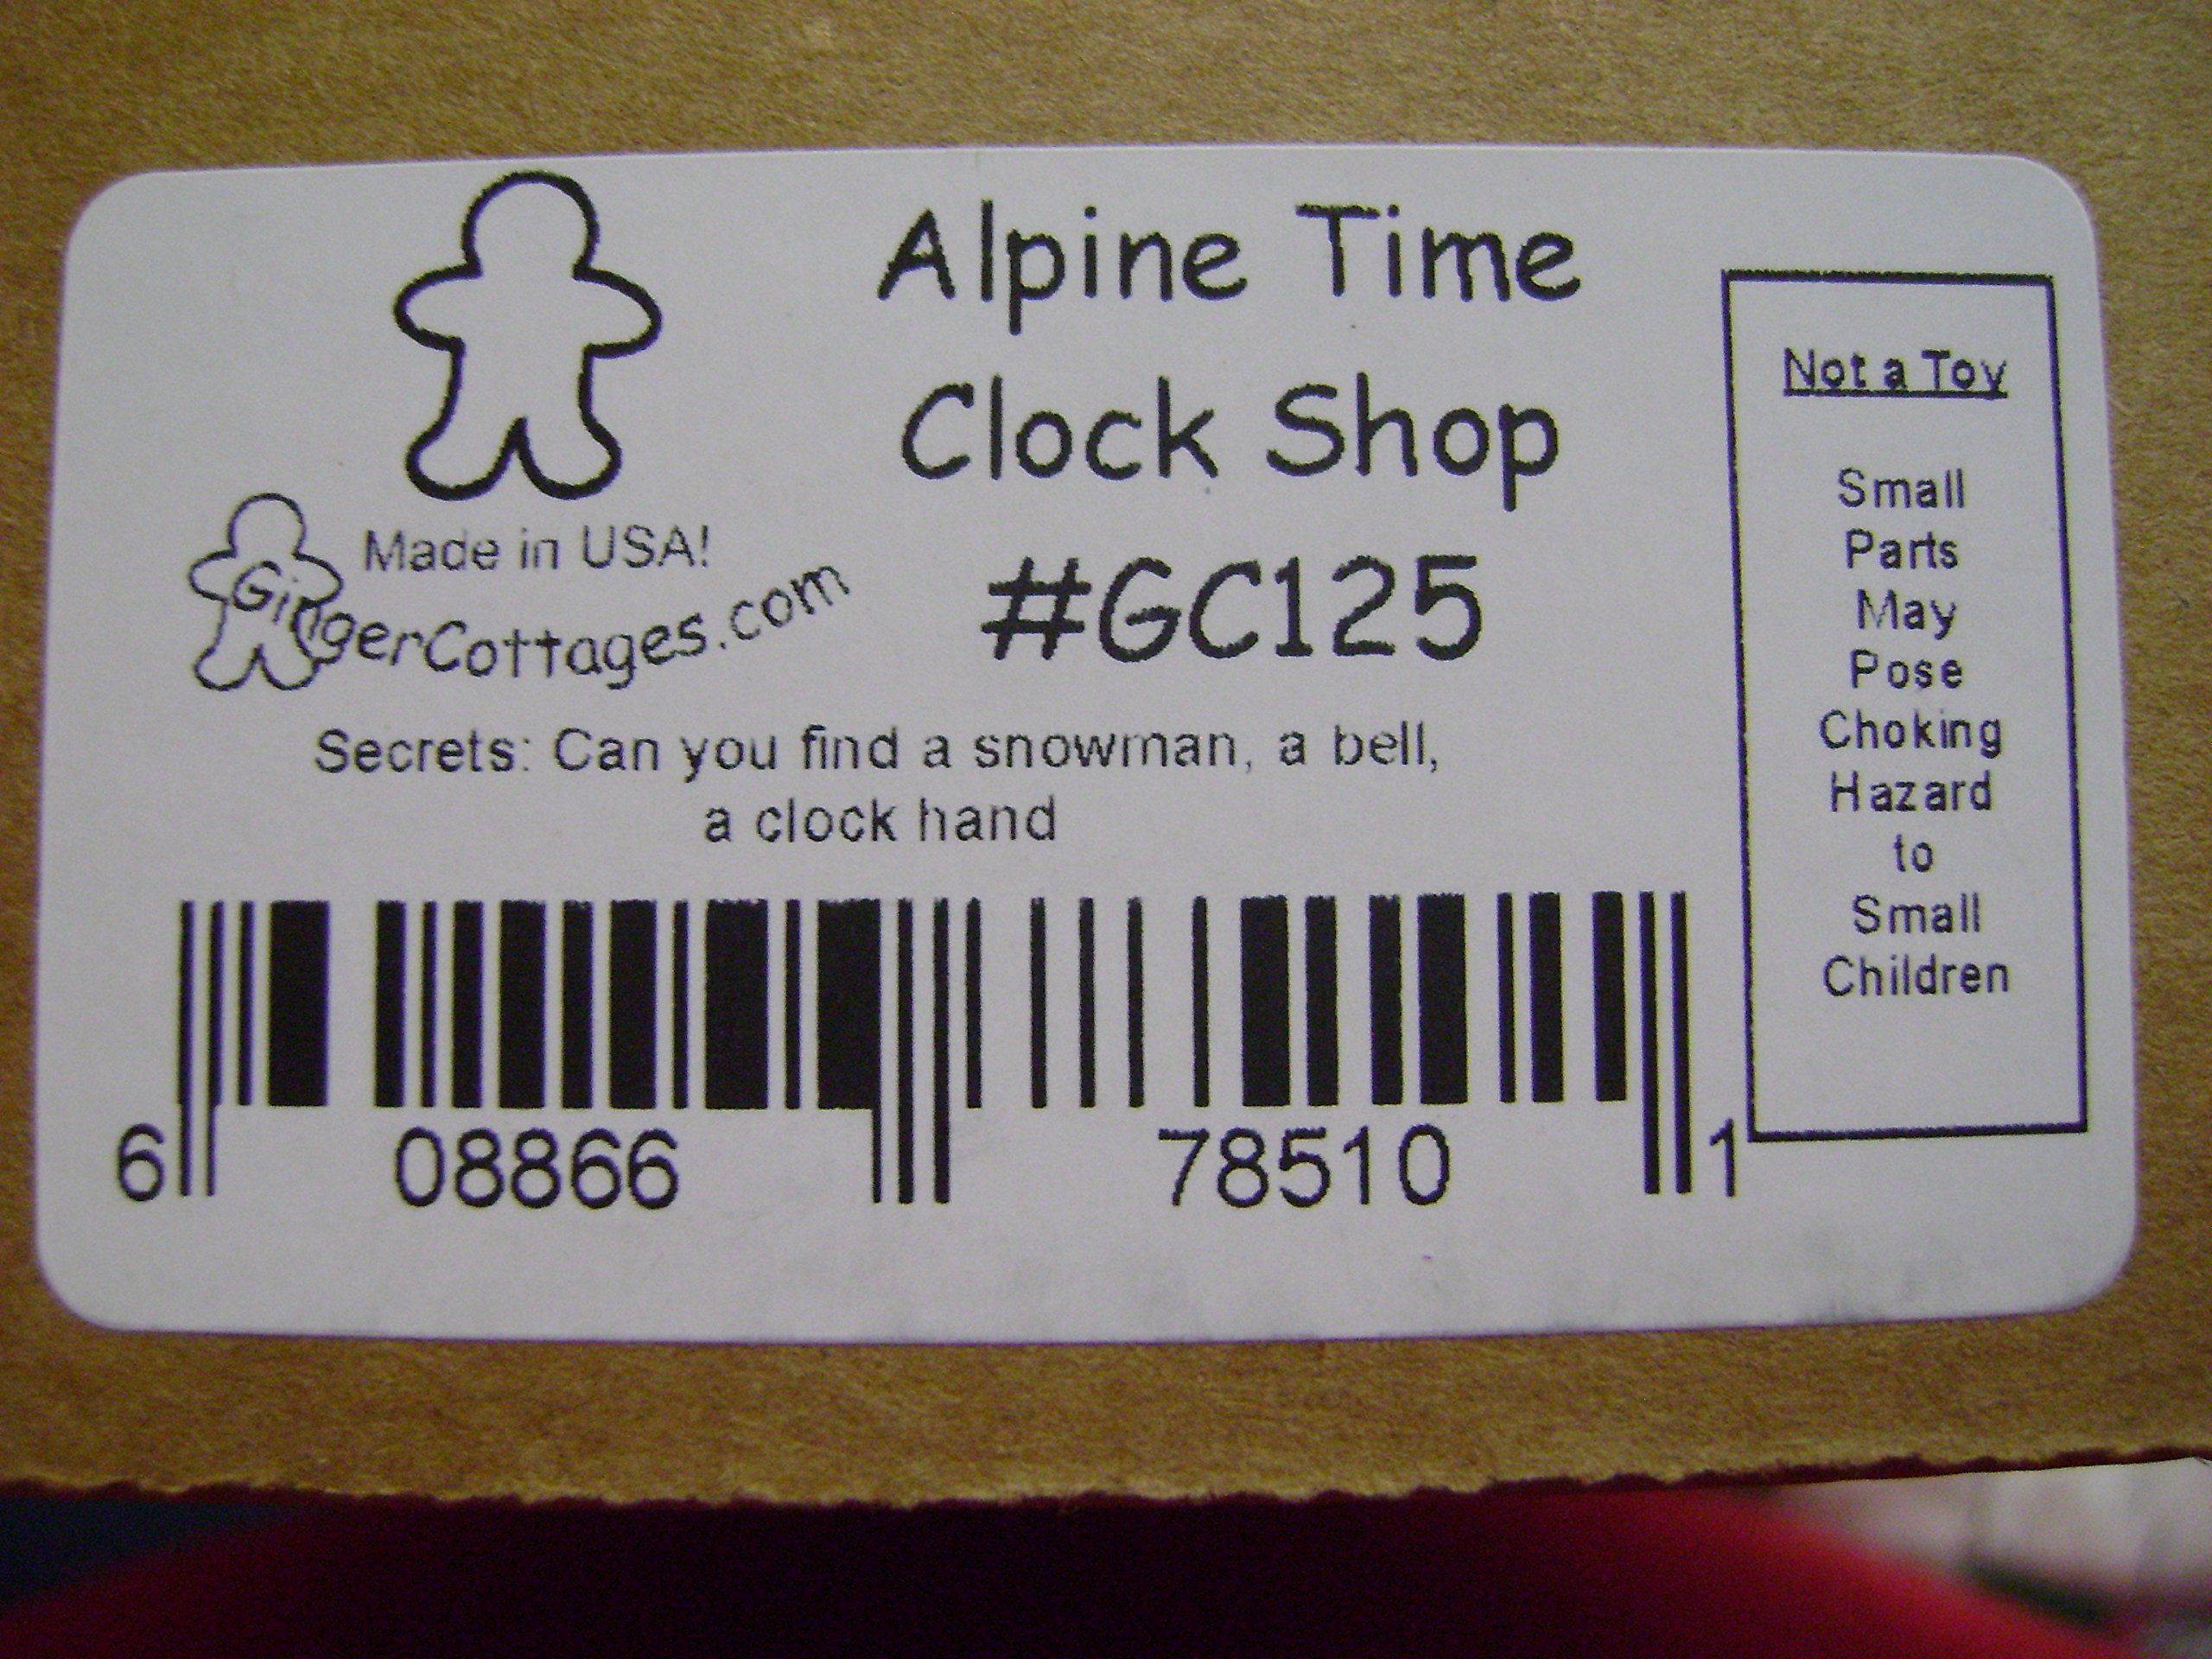 Alpine Time
Clock Shop
#GC125
Made in USA!
GingerCottages.com
Secrets: Can you find a snowman, a bell,
a clock hand
6 08866 78510 1
Not a Toy
Small
Parts
May
Pose
Choking
Hazard
to
Small
Children